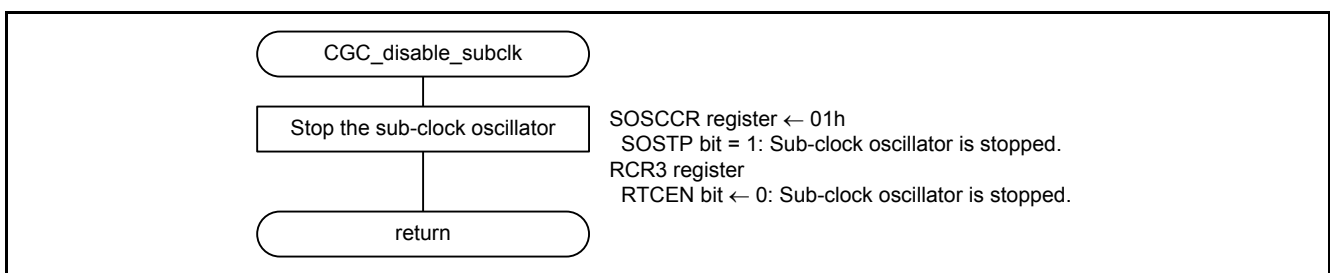 CGC_disable_subclk
Stop the sub-clock oscillator
SOSCCR register ← 01h
SOSTP bit = 1: Sub-clock oscillator is stopped.
RCR3 register
RTCEN bit ← 0: Sub-clock oscillator is stopped.
return